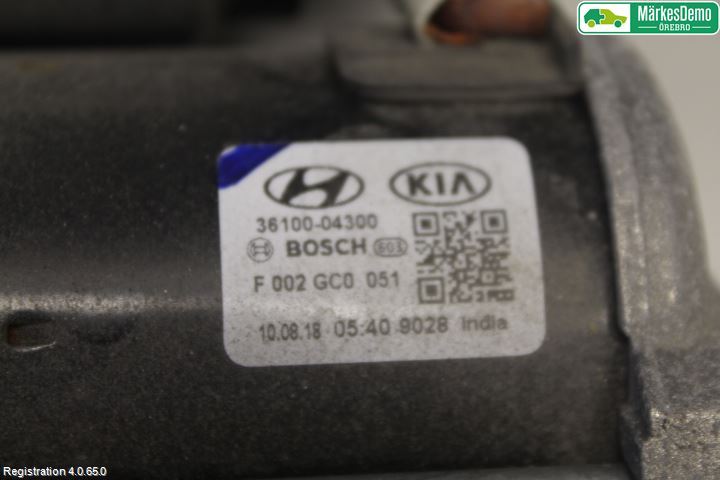 MärkesDemo
ÖREBRO
KIA
36100-04300
BOSCH
F 002 GC0 051
10.08.18 05:40 9028 India
Registration 4.0.65.0